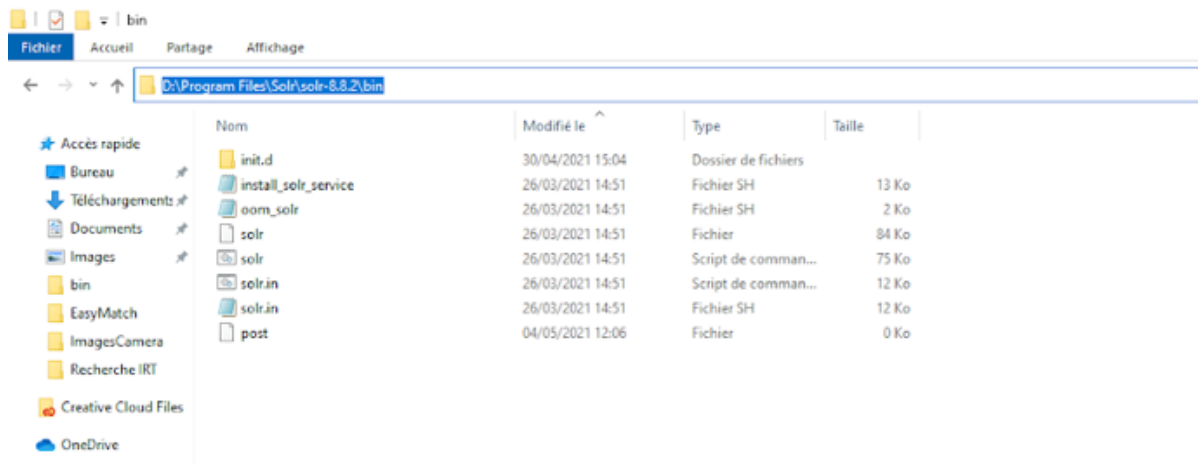 bin
Fichier Accueil Partage Affichage
D:\Program Files\Solr\solr-8.8.2\bin
Accès rapide
Bureau
Téléchargements
Documents
Images
bin
EasyMatch
ImagesCamera
Recherche IRT
Creative Cloud Files
OneDrive
Nom Modifié le Type Taille
init.d 30/04/2021 15:04 Dossier de fichiers
install_solr_service 26/03/2021 14:51 Fichier SH 13 Ko
oom_solr 26/03/2021 14:51 Fichier SH 2 Ko
solr 26/03/2021 14:51 Fichier 84 Ko
solr 26/03/2021 14:51 Script de comman... 75 Ko
solr.in 26/03/2021 14:51 Script de comman... 12 Ko
solr.in 26/03/2021 14:51 Fichier SH 12 Ko
post 04/05/2021 12:06 Fichier 0 Ko